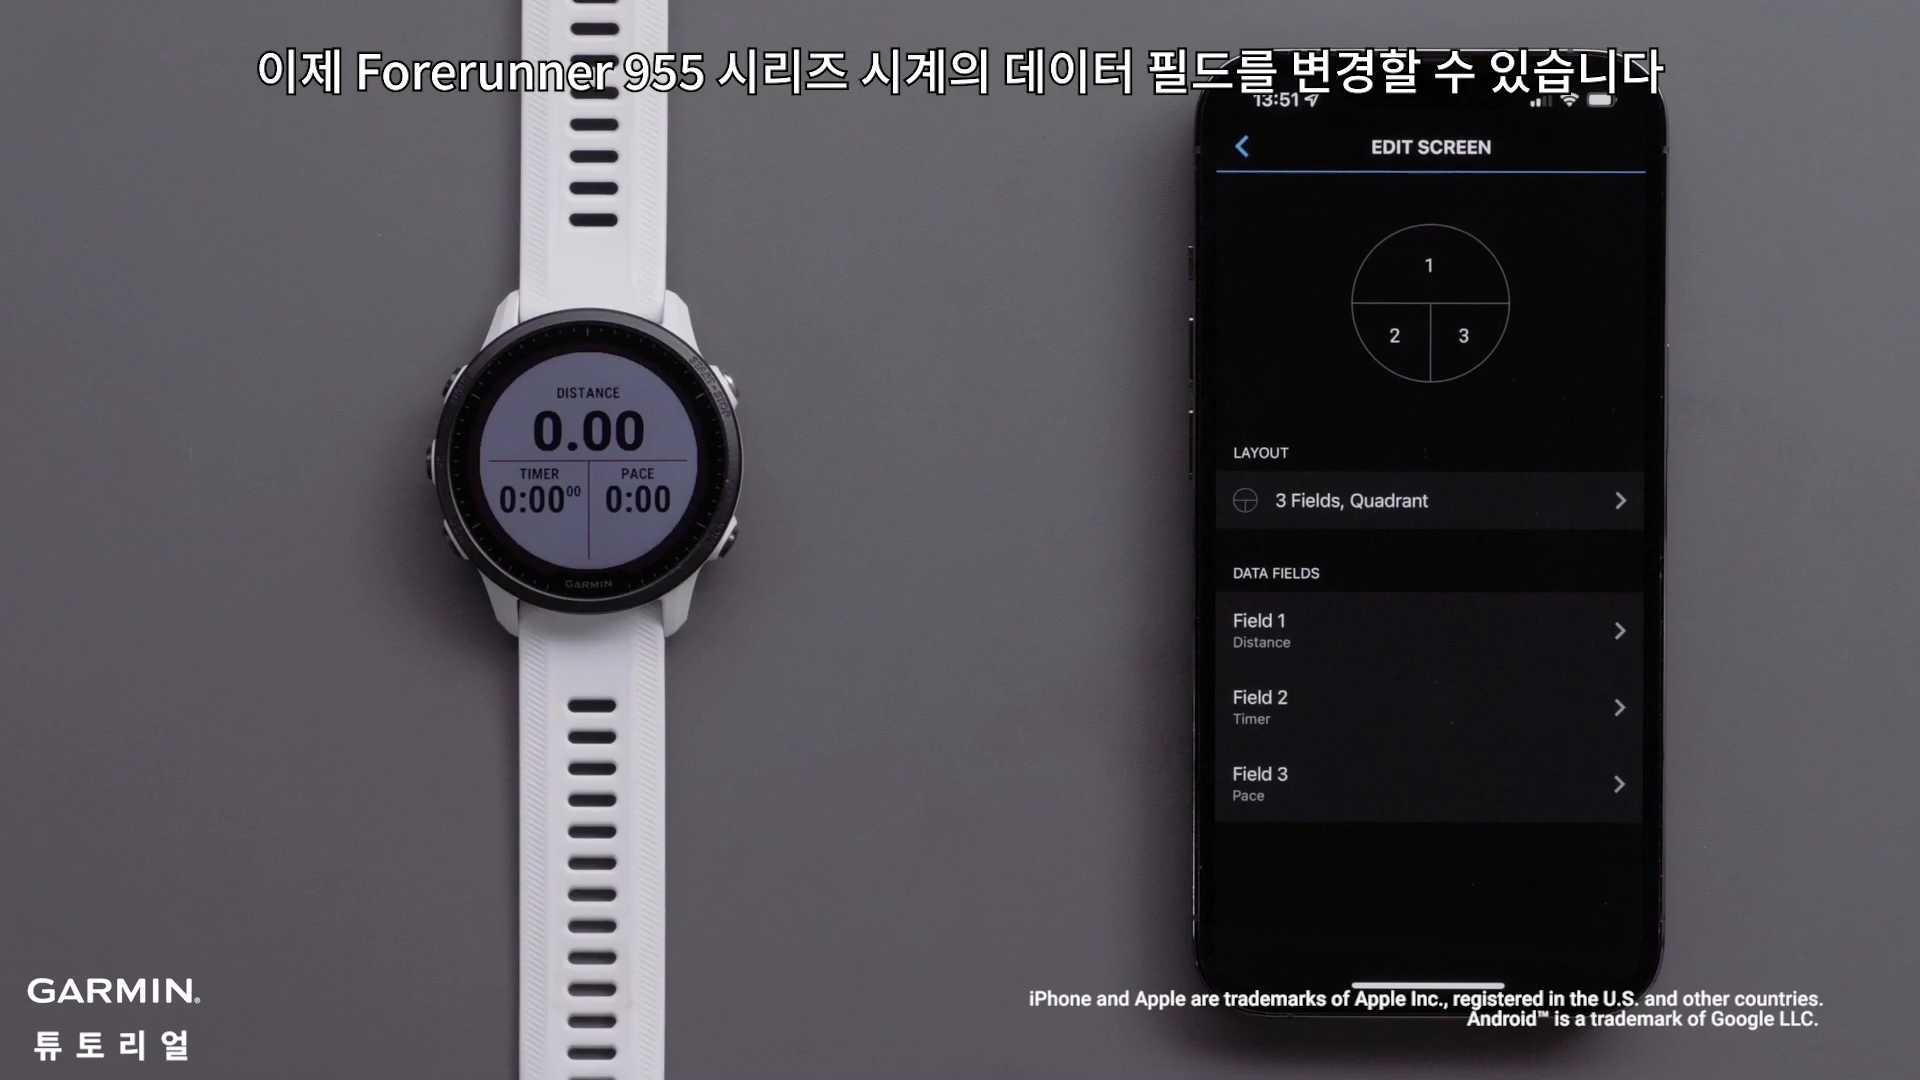 이제 Forerunner 955 시리즈 시계의 데이터 필드를 변경할 수 있습니다
13:51
EDIT SCREEN
1
2 3
LAYOUT
3 Fields, Quadrant
DATA FIELDS
Field 1
Distance
Field 2
Timer
Field 3
Pace
DISTANCE
0.00
TIMER PACE
0:00⁰⁰ 0:00
GARMIN
GARMIN®
튜토리얼
iPhone and Apple are trademarks of Apple Inc., registered in the U.S. and other countries.
Android™ is a trademark of Google LLC.